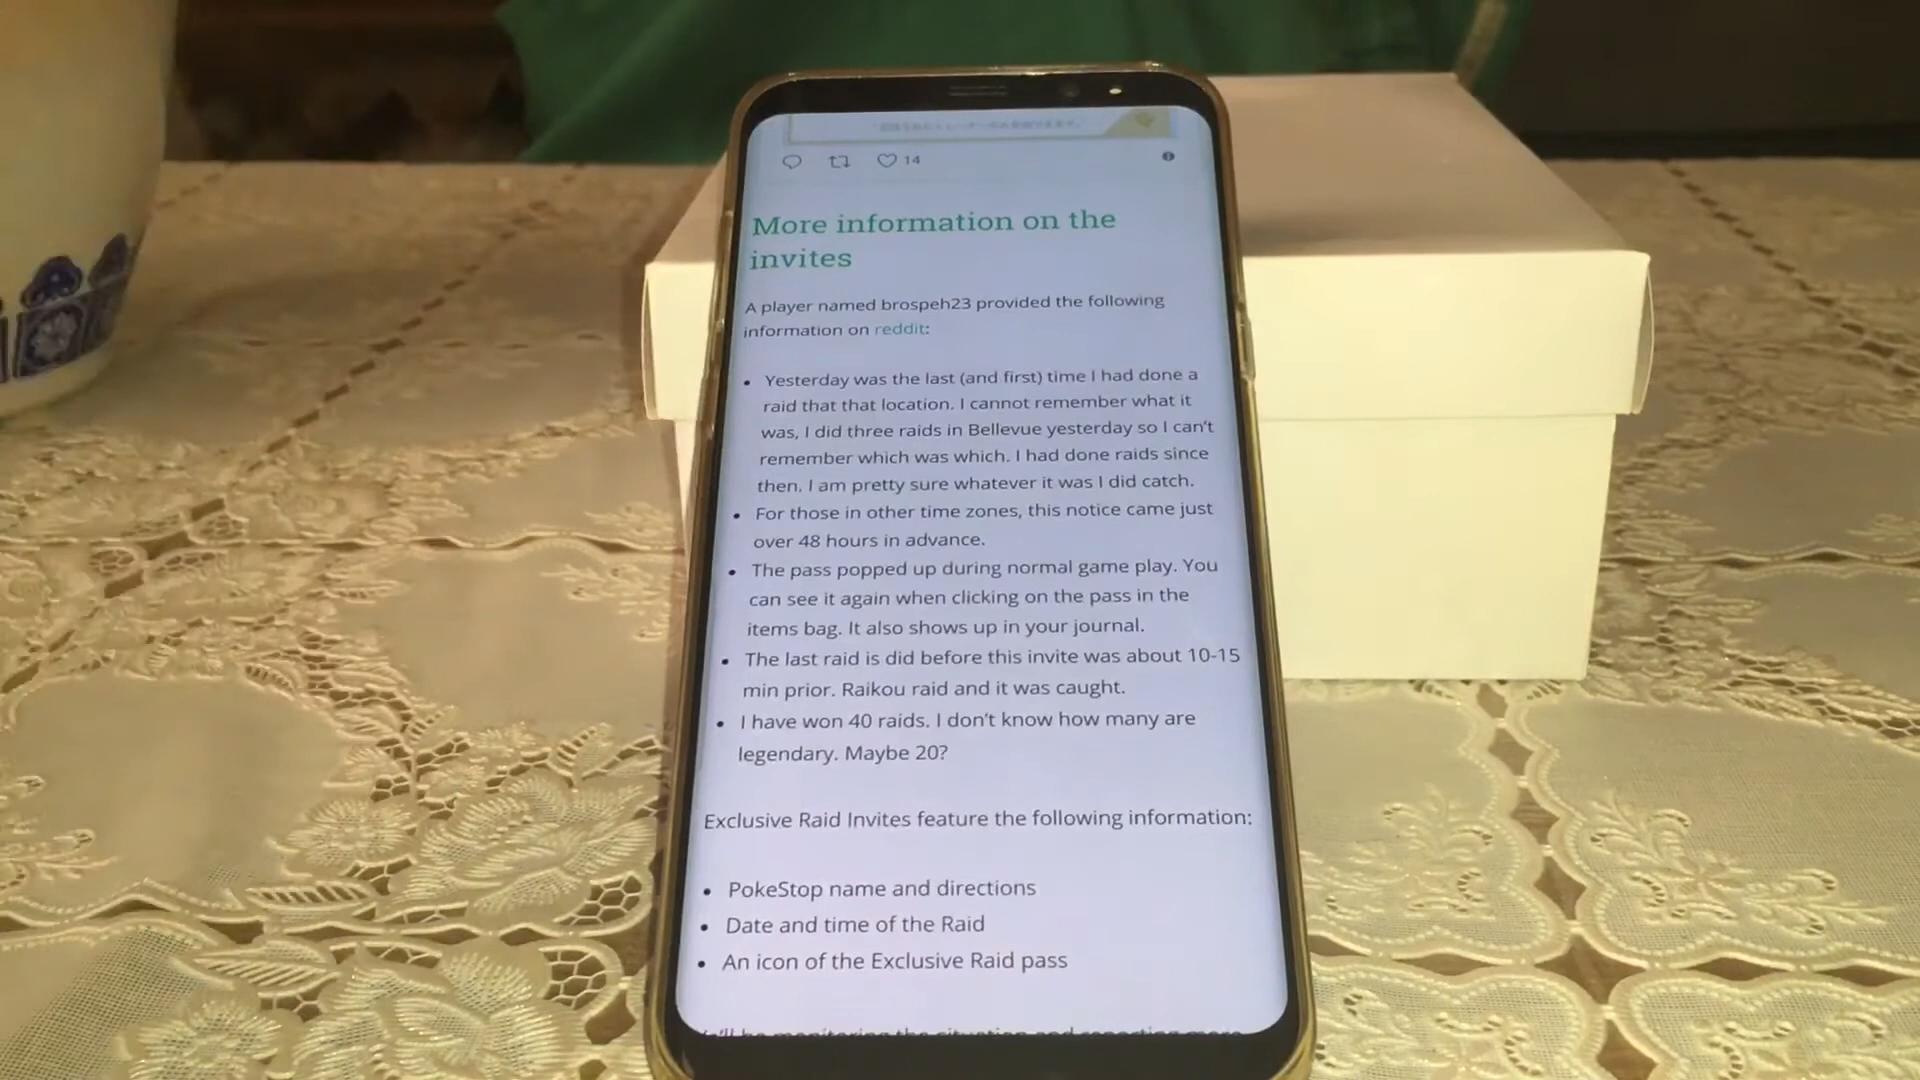 14
More information on the
invites
A player named brospeh23 provided the following
information on reddit:
• Yesterday was the last (and first) time I had done a
raid that that location. I cannot remember what it
was, I did three raids in Bellevue yesterday so I can't
remember which was which. I had done raids since
then. I am pretty sure whatever it was I did catch.
• For those in other time zones, this notice came just
over 48 hours in advance.
• The pass popped up during normal game play. You
can see it again when clicking on the pass in the
items bag. It also shows up in your journal.
• The last raid is did before this invite was about 10-15
min prior. Raikou raid and it was caught.
• I have won 40 raids. I don't know how many are
legendary. Maybe 20?
Exclusive Raid Invites feature the following information:
• PokeStop name and directions
• Date and time of the Raid
• An icon of the Exclusive Raid pass